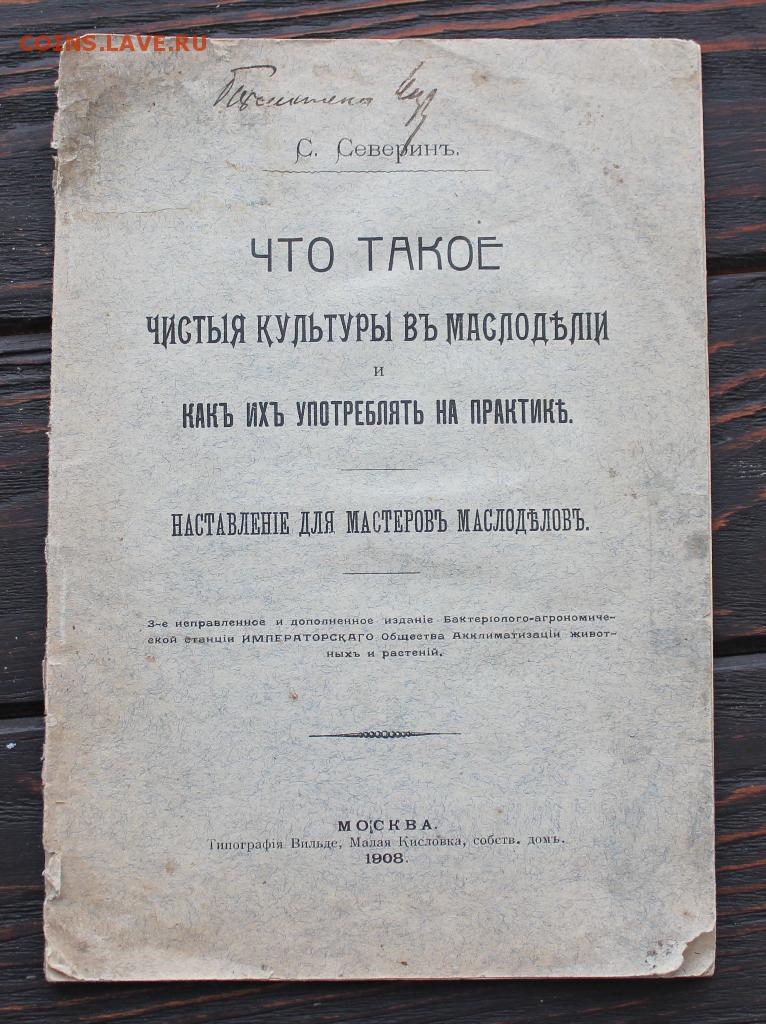 COINS.LAVE.RU
С. Северинъ.
ЧТО ТАКОЕ
ЧИСТЫЯ КУЛЬТУРЫ ВЪ МАСЛОДѢЛІИ
и
КАКЪ ИХЪ УПОТРЕБЛЯТЬ НА ПРАКТИКѢ.
НАСТАВЛЕНІЕ ДЛЯ МАСТЕРОВЪ МАСЛОДѢЛОВЪ.
3-е исправленное и дополненное изданіе Бактеріолого-агрономиче-
ской станціи ИМПЕРАТОРСКАГО Общества Акклиматизаціи живот-
ныхъ и растеній.
МОСКВА.
Типографія Вильде, Малая Кисловка, собств. домъ.
1908.